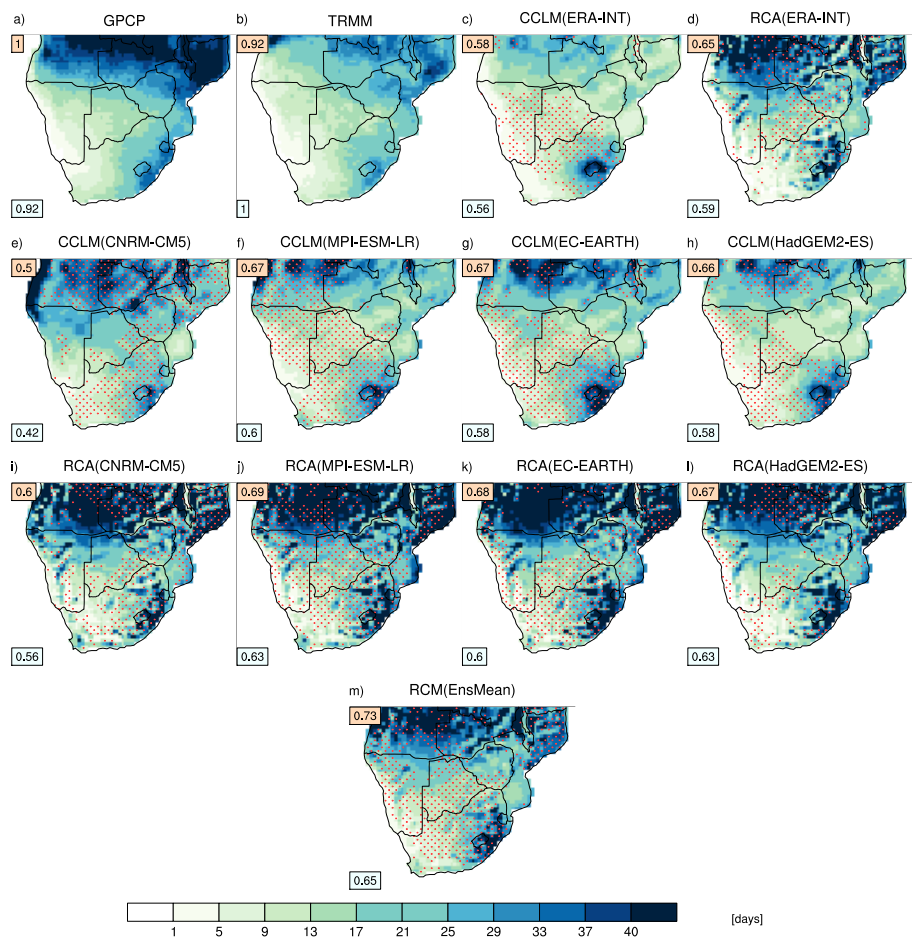 a) GPCP b) TRMM c) CCLM(ERA-INT) d) RCA(ERA-INT)
1 0.92 0.58 0.65
0.92 1 0.56 0.59
e) CCLM(CNRM-CM5) f) CCLM(MPI-ESM-LR) g) CCLM(EC-EARTH) h) CCLM(HadGEM2-ES)
0.5 0.67 0.67 0.66
0.42 0.6 0.58 0.58
i) RCA(CNRM-CM5) j) RCA(MPI-ESM-LR) k) RCA(EC-EARTH) l) RCA(HadGEM2-ES)
0.6 0.69 0.68 0.67
0.56 0.63 0.6 0.63
m) RCM(EnsMean)
0.73
0.65
1 5 9 13 17 21 25 29 33 37 40 [days]